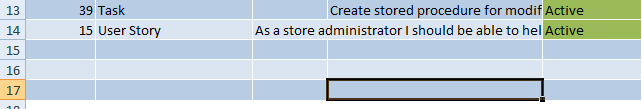 13 39 Task Create stored procedure for modif Active
14 15 User Story As a store administrator I should be able to hel Active
15
16
17